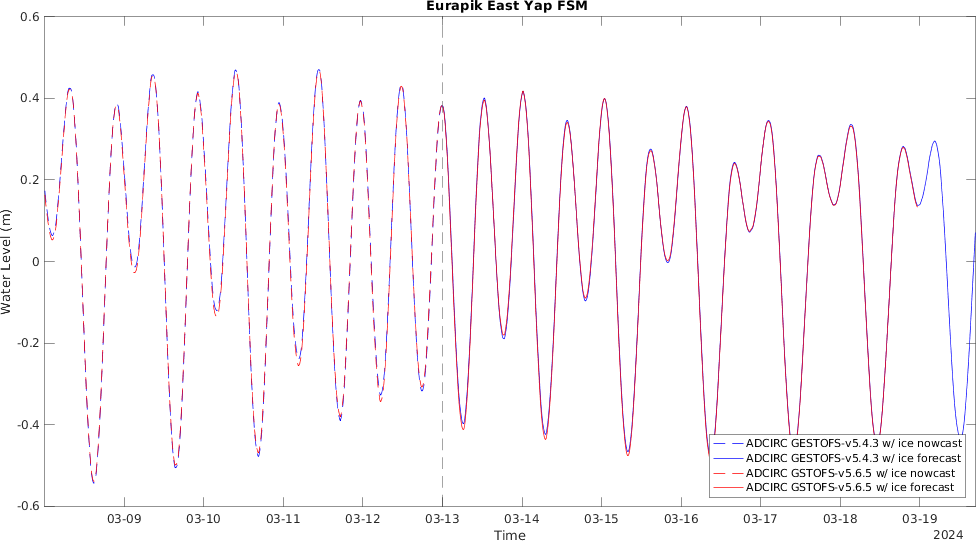 Eurapik East Yap FSM
0.6
0.4
0.2
0
-0.2
-0.4
-0.6
Water Level (m)
ADCIRC GESTOFS-v5.4.3 w/ ice nowcast
ADCIRC GESTOFS-v5.4.3 w/ ice forecast
ADCIRC GSTOFS-v5.6.5 w/ ice nowcast
ADCIRC GSTOFS-v5.6.5 w/ ice forecast
03-09 03-10 03-11 03-12 03-13 03-14 03-15 03-16 03-17 03-18 03-19
Time
2024